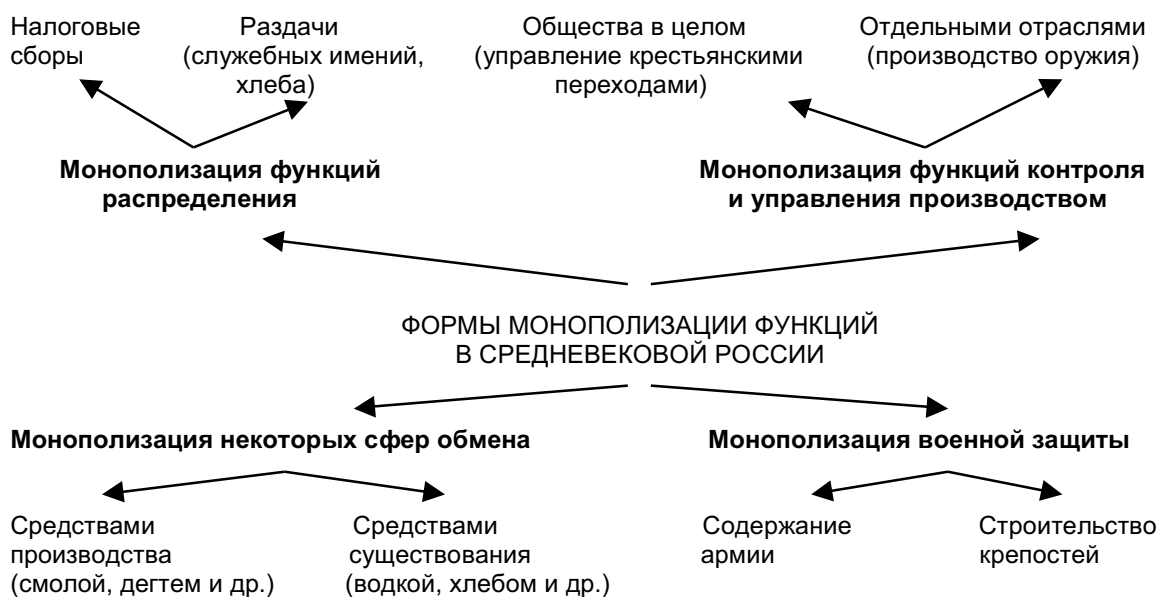 Налоговые
сборы
Раздачи
(служебных имений,
хлеба)
Общества в целом
(управление крестьянскими
переходами)
Отдельными отраслями
(производство оружия)
Монополизация функций
распределения
Монополизация функций контроля
и управления производством
ФОРМЫ МОНОПОЛИЗАЦИИ ФУНКЦИЙ
В СРЕДНЕВЕКОВОЙ РОССИИ
Монополизация некоторых сфер обмена
Монополизация военной защиты
Средствами
производства
(смолой, дегтем и др.)
Средствами
существования
(водкой, хлебом и др.)
Содержание
армии
Строительство
крепостей